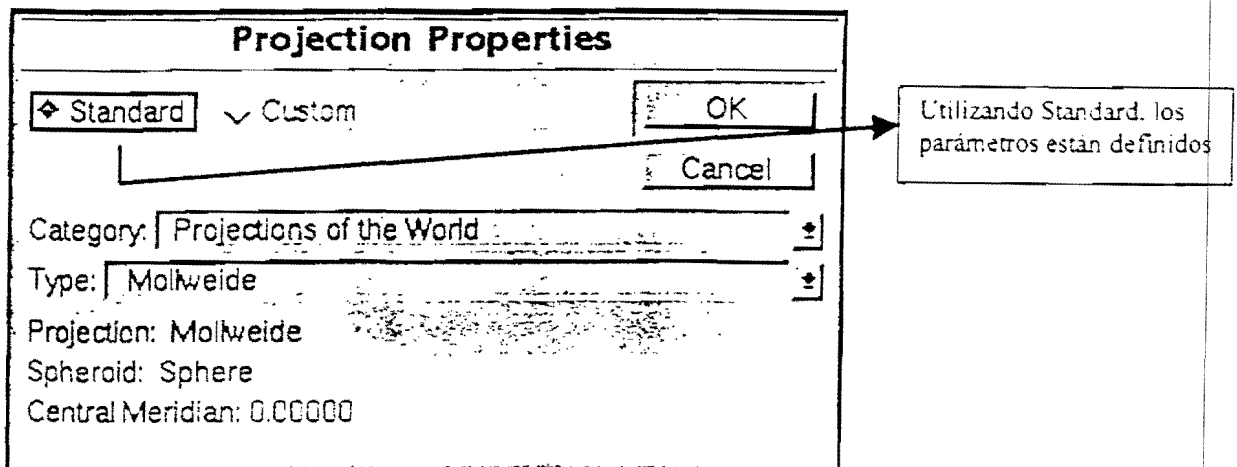 Projection Properties
Standard Custom OK
Cancel
Utilizando Standard. los
parámetros están definidos
Category: Projections of the World
Type: Mollweide
Projection: Mollweide
Spheroid: Sphere
Central Meridian: 0.00000